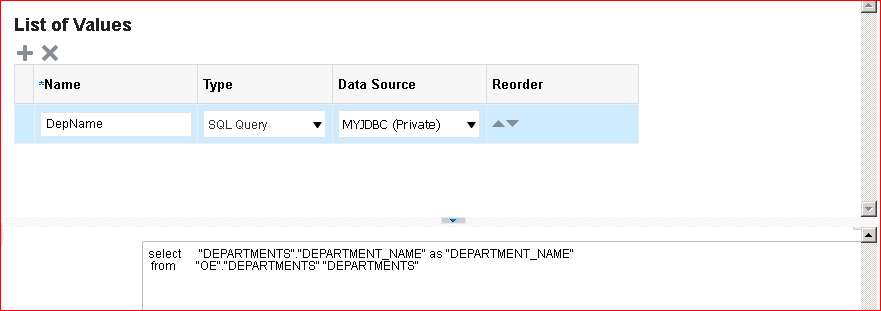 List of Values
*Name Type Data Source Reorder
DepName SQL Query MYJDBC (Private)
select "DEPARTMENTS"."DEPARTMENT_NAME" as "DEPARTMENT_NAME"
from "OE"."DEPARTMENTS" "DEPARTMENTS"